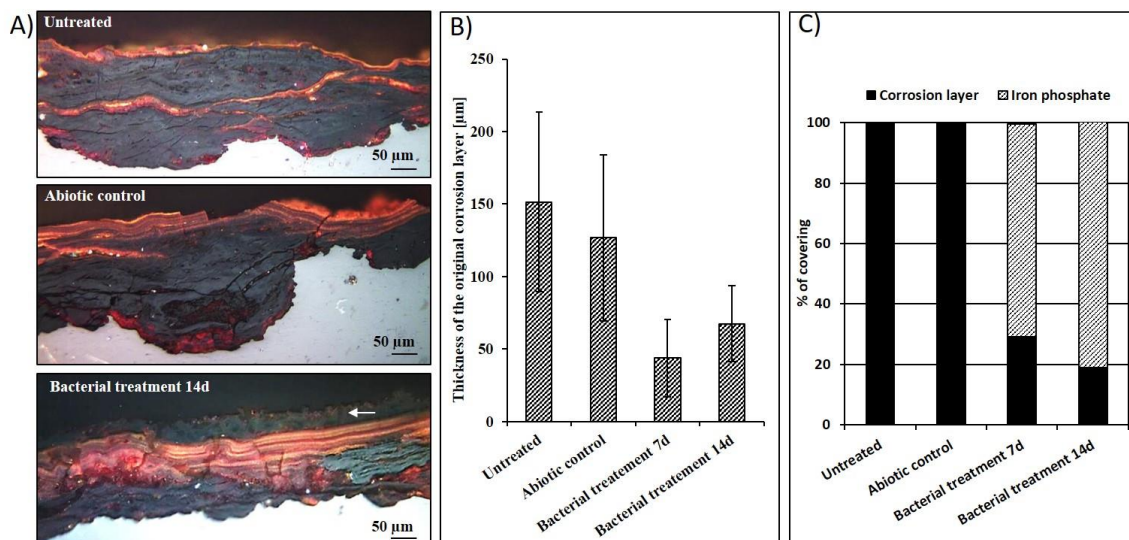 A)
Untreated
50 µm
Abiotic control
50 µm
Bacterial treatment 14d
50 µm
B)
Thickness of the original corrosion layer [µm]
250
200
150
100
50
0
Untreated
Abiotic control
Bacterial treatement 7d
Bacterial treatement 14d
C)
Corrosion layer
Iron phosphate
% of covering
100
80
60
40
20
0
Untreated
Abiotic control
Bacterial treatment 7d
Bacterial treatment 14d